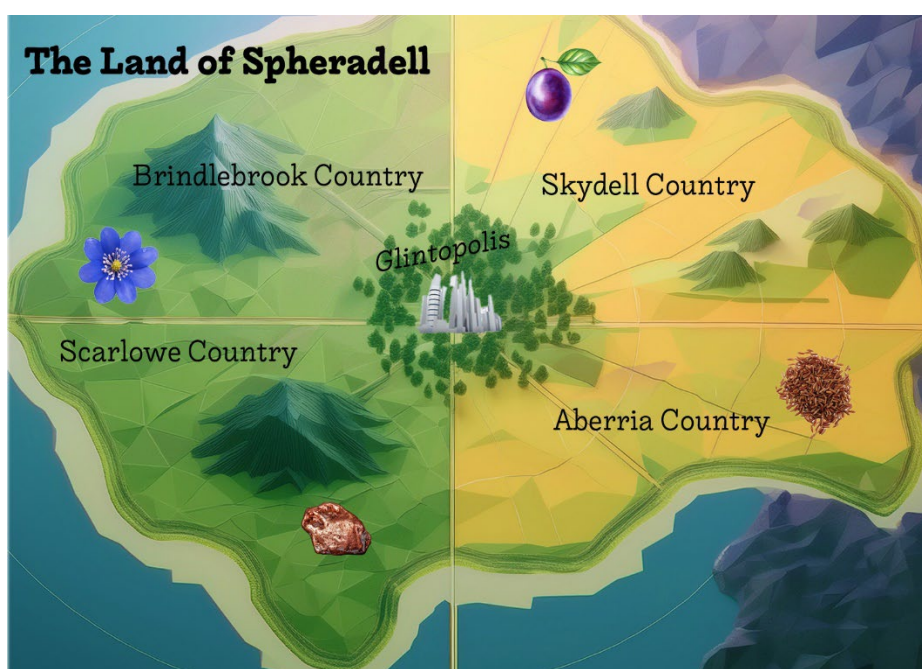 The Land of Spheradell
Brindlebrook Country
Skydell Country
Glintopolis
Scarlowe Country
Aberria Country